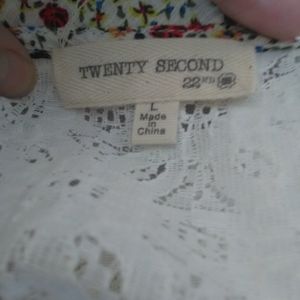 TWENTY SECOND
22ND
L
Made
in
China